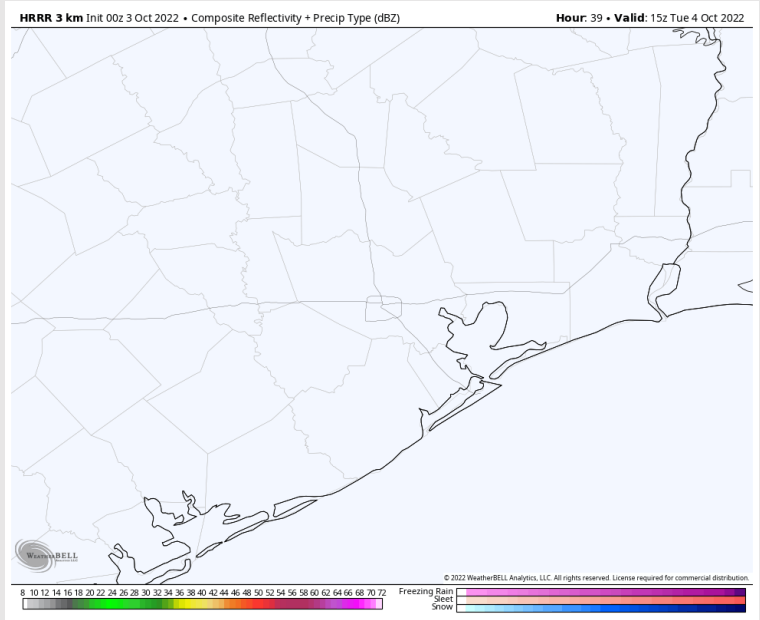 HRRR 3 km Init 00z 3 Oct 2022 • Composite Reflectivity + Precip Type (dBZ)
Hour: 39 • Valid: 15z Tue 4 Oct 2022
WEATHERBELL
© 2022 WeatherBELL Analytics, LLC. All rights reserved. License required for commercial distribution.
8 10 12 14 16 18 20 22 24 26 28 30 32 34 36 38 40 42 44 46 48 50 52 54 56 58 60 62 64 66 68 70 72
Freezing Rain
Sleet
Snow